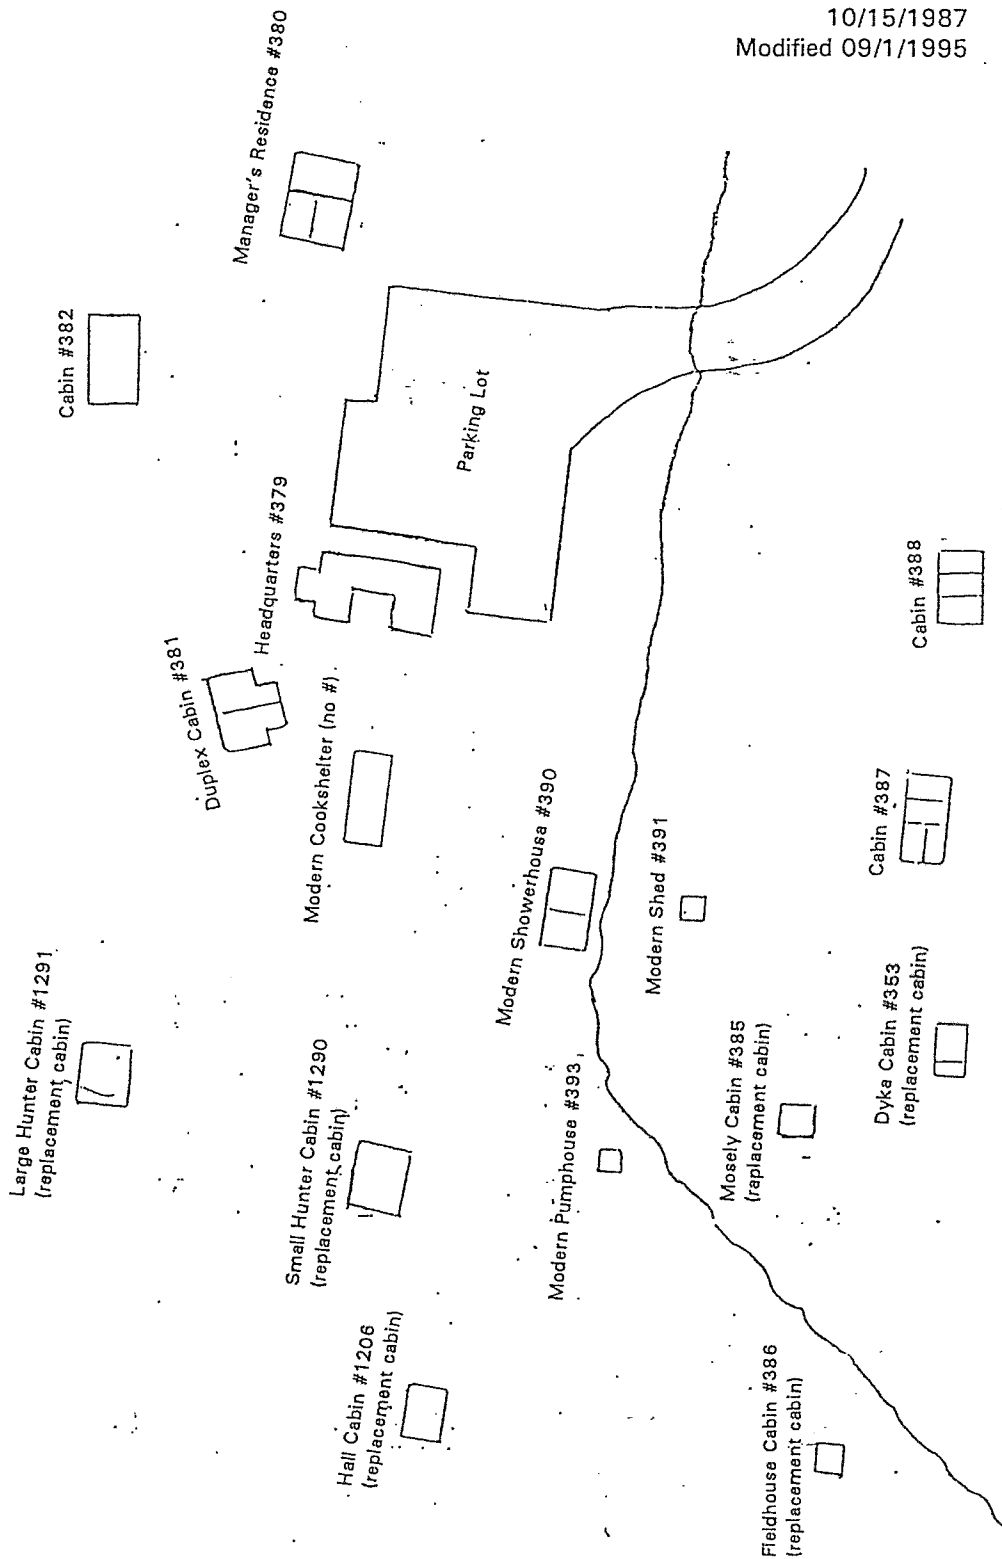 10/15/1987
Modified 09/1/1995
Manager's Residence #380
Cabin #382
Parking Lot
Headquarters #379
Duplex Cabin #381
Cabin #388
Modern Cookshelter (no #)
Cabin #387
Modern Showerhousa #390
Modern Shed #391
Large Hunter Cabin #1291
(replacement cabin)
Small Hunter Cabin #1290
(replacement cabin)
Modern Pumphouse #393
Mosely Cabin #385
(replacement cabin)
Dyke Cabin #353
(replacement cabin)
Hall Cabin #1206
(replacement cabin)
Fieldhouse Cabin #386
(replacement cabin)